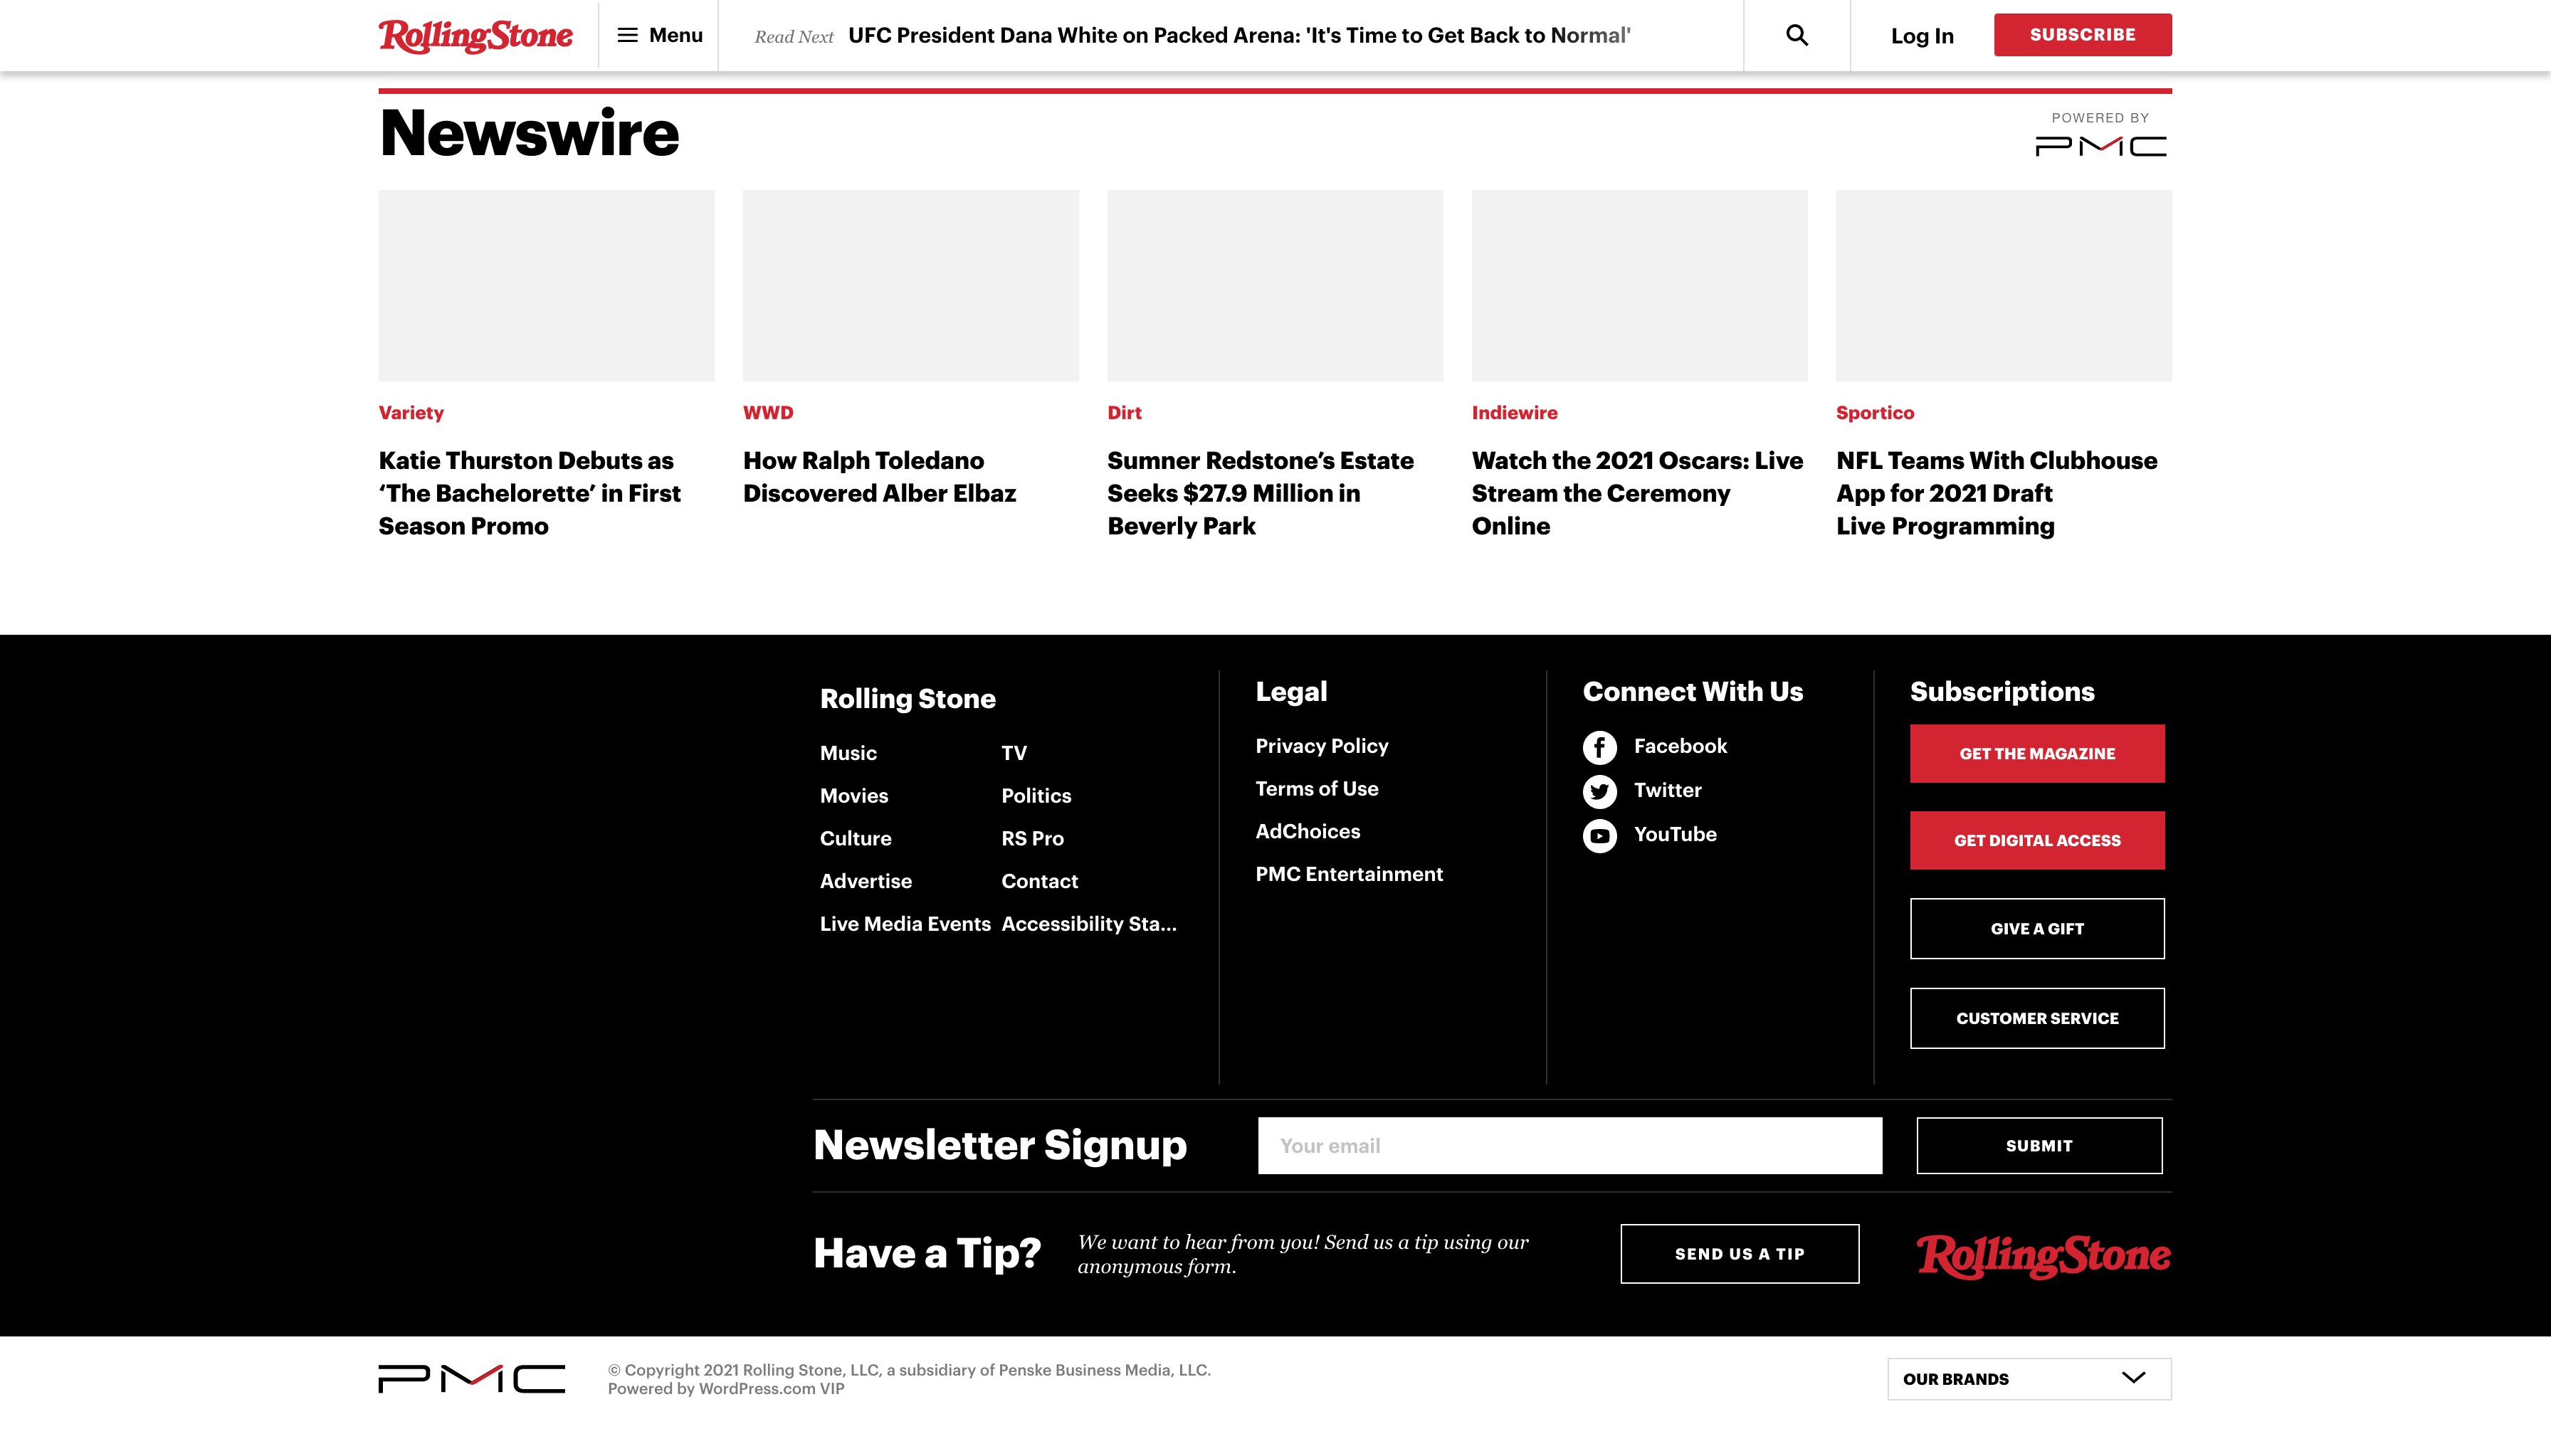 RollingStone
Menu
Read Next UFC President Dana White on Packed Arena: 'It's Time to Get Back to Normal'
Log In
SUBSCRIBE
Newswire
POWERED BY
PMC
Variety
Katie Thurston Debuts as
‘The Bachelorette’ in First
Season Promo
WWD
How Ralph Toledano
Discovered Alber Elbaz
Dirt
Sumner Redstone’s Estate
Seeks $27.9 Million in
Beverly Park
Indiewire
Watch the 2021 Oscars: Live
Stream the Ceremony
Online
Sportico
NFL Teams With Clubhouse
App for 2021 Draft
Live Programming
Rolling Stone
Music
Movies
Culture
Advertise
Live Media Events
TV
Politics
RS Pro
Contact
Accessibility Sta...
Legal
Privacy Policy
Terms of Use
AdChoices
PMC Entertainment
Connect With Us
Facebook
Twitter
YouTube
Subscriptions
GET THE MAGAZINE
GET DIGITAL ACCESS
GIVE A GIFT
CUSTOMER SERVICE
Newsletter Signup
Your email
SUBMIT
Have a Tip?
We want to hear from you! Send us a tip using our
anonymous form.
SEND US A TIP
RollingStone
PMC
© Copyright 2021 Rolling Stone, LLC, a subsidiary of Penske Business Media, LLC.
Powered by WordPress.com VIP
OUR BRANDS